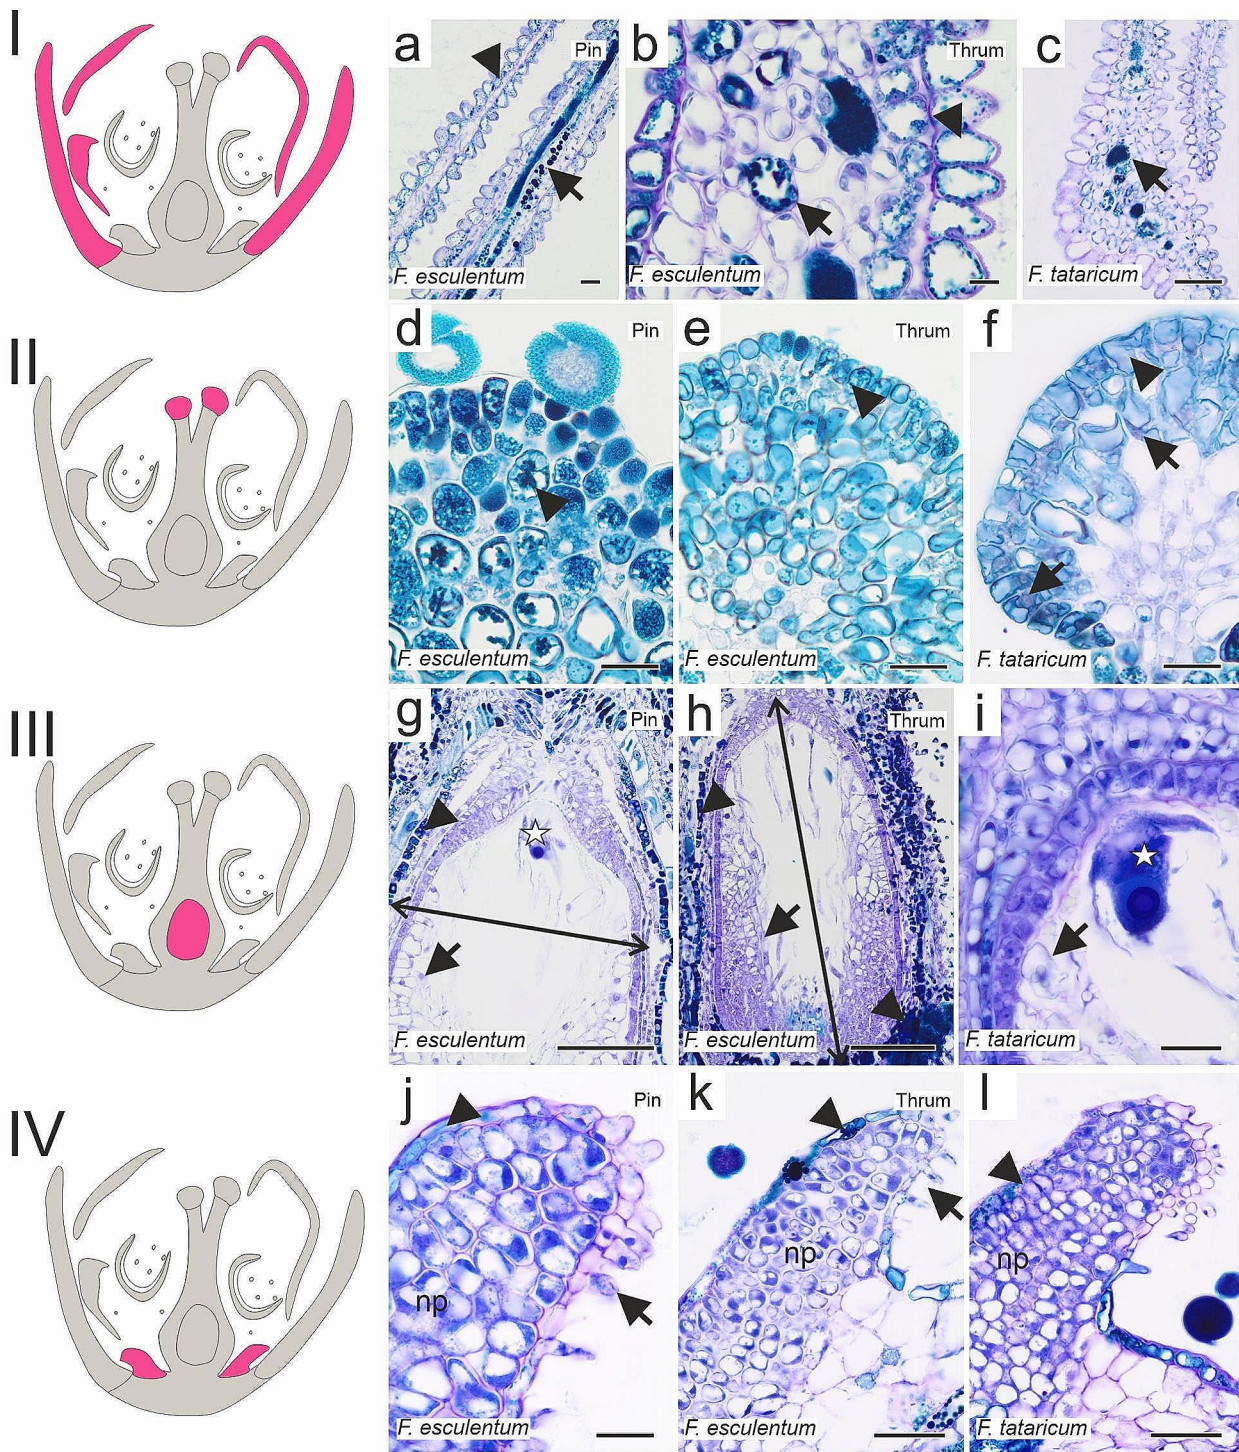 I
a
Pin
F. esculentum
b
Thrum
F. esculentum
c
F. tataricum
II
d
Pin
F. esculentum
e
Thrum
F. esculentum
f
F. tataricum
III
g
Pin
F. esculentum
h
Thrum
F. esculentum
i
F. tataricum
IV
j
Pin
np
F. esculentum
k
Thrum
np
F. esculentum
l
np
F. tataricum